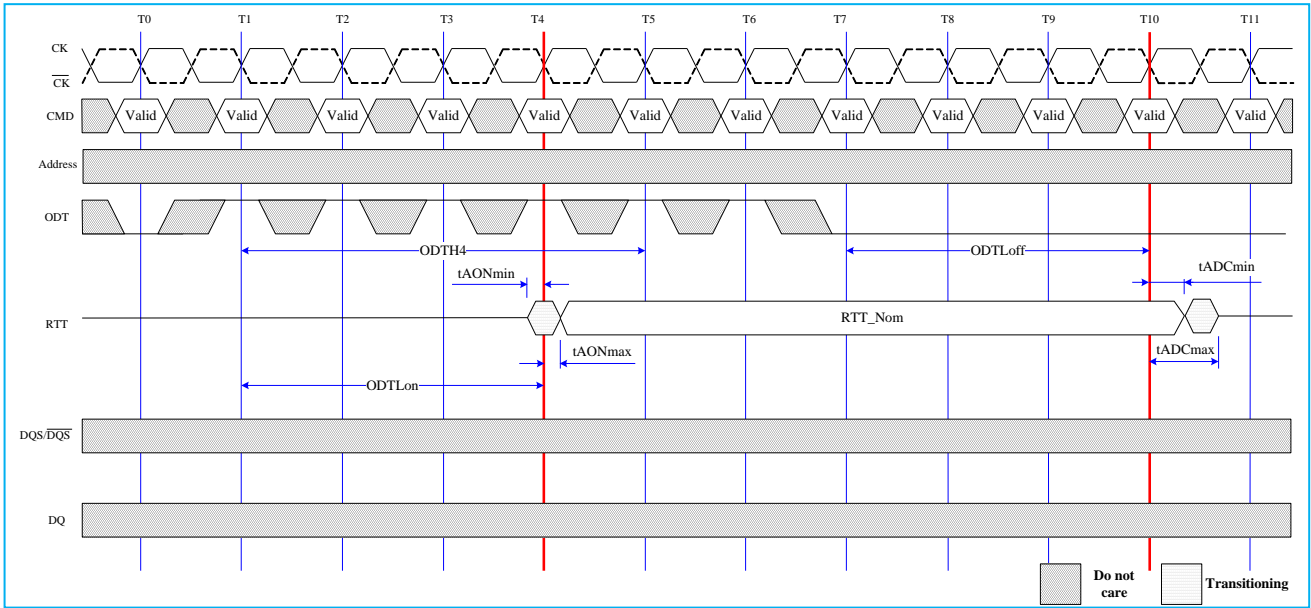 T0 T1 T2 T3 T4 T5 T6 T7 T8 T9 T10 T11
CK
C̅K̅
CMD Valid Valid Valid Valid Valid Valid Valid Valid Valid Valid Valid Valid
Address
ODT
ODTH4 ODTLoff
tAONmin tADCmin
RTT RTT_Nom
tAONmax tADCmax
ODTLon
DQS/D̅Q̅S̅
DQ
Do not care
Transitioning